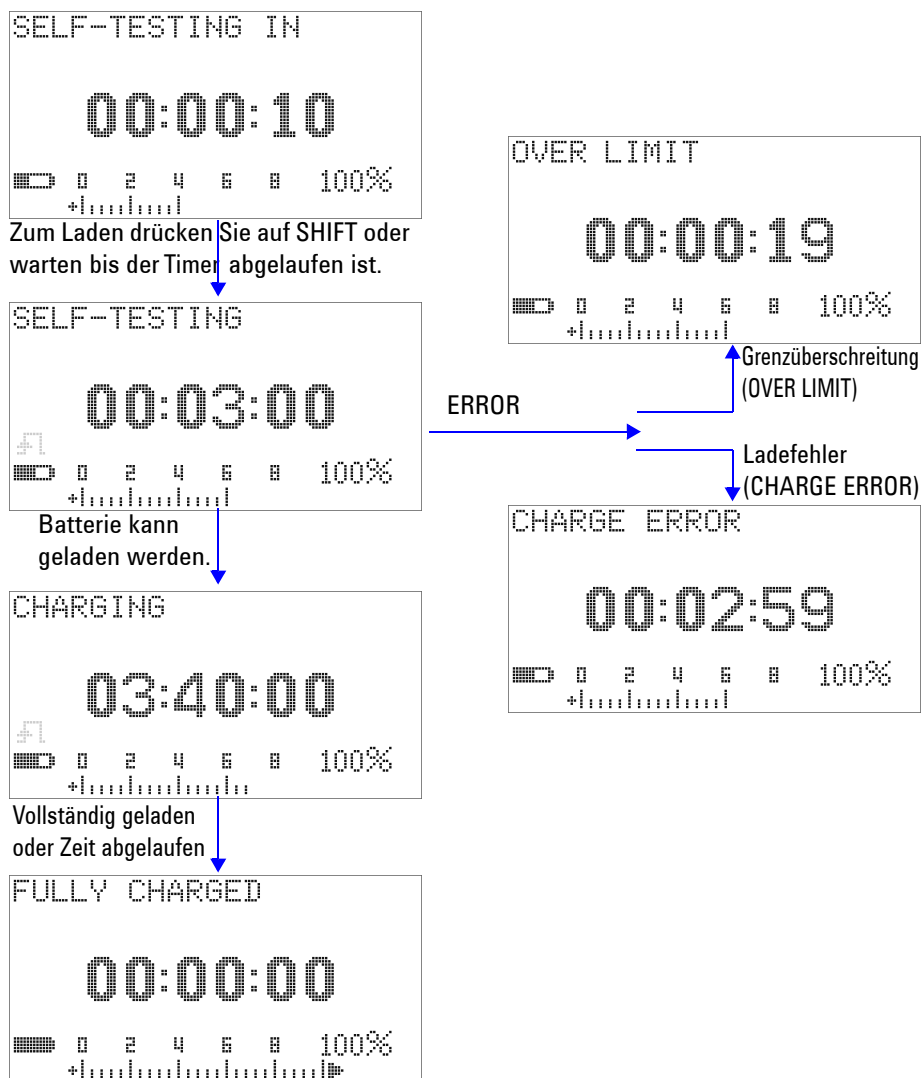 SELF-TESTING IN
00:00:10
0 2 4 6 8 100%
Zum Laden drücken Sie auf SHIFT oder
warten bis der Timer abgelaufen ist.
SELF-TESTING
00:03:00
0 2 4 6 8 100%
Batterie kann
geladen werden.
CHARGING
03:40:00
0 2 4 6 8 100%
Vollständig geladen
oder Zeit abgelaufen
FULLY CHARGED
00:00:00
0 2 4 6 8 100%
ERROR
OVER LIMIT
00:00:19
0 2 4 6 8 100%
Grenzüberschreitung
(OVER LIMIT)
Ladefehler
(CHARGE ERROR)
CHARGE ERROR
00:02:59
0 2 4 6 8 100%